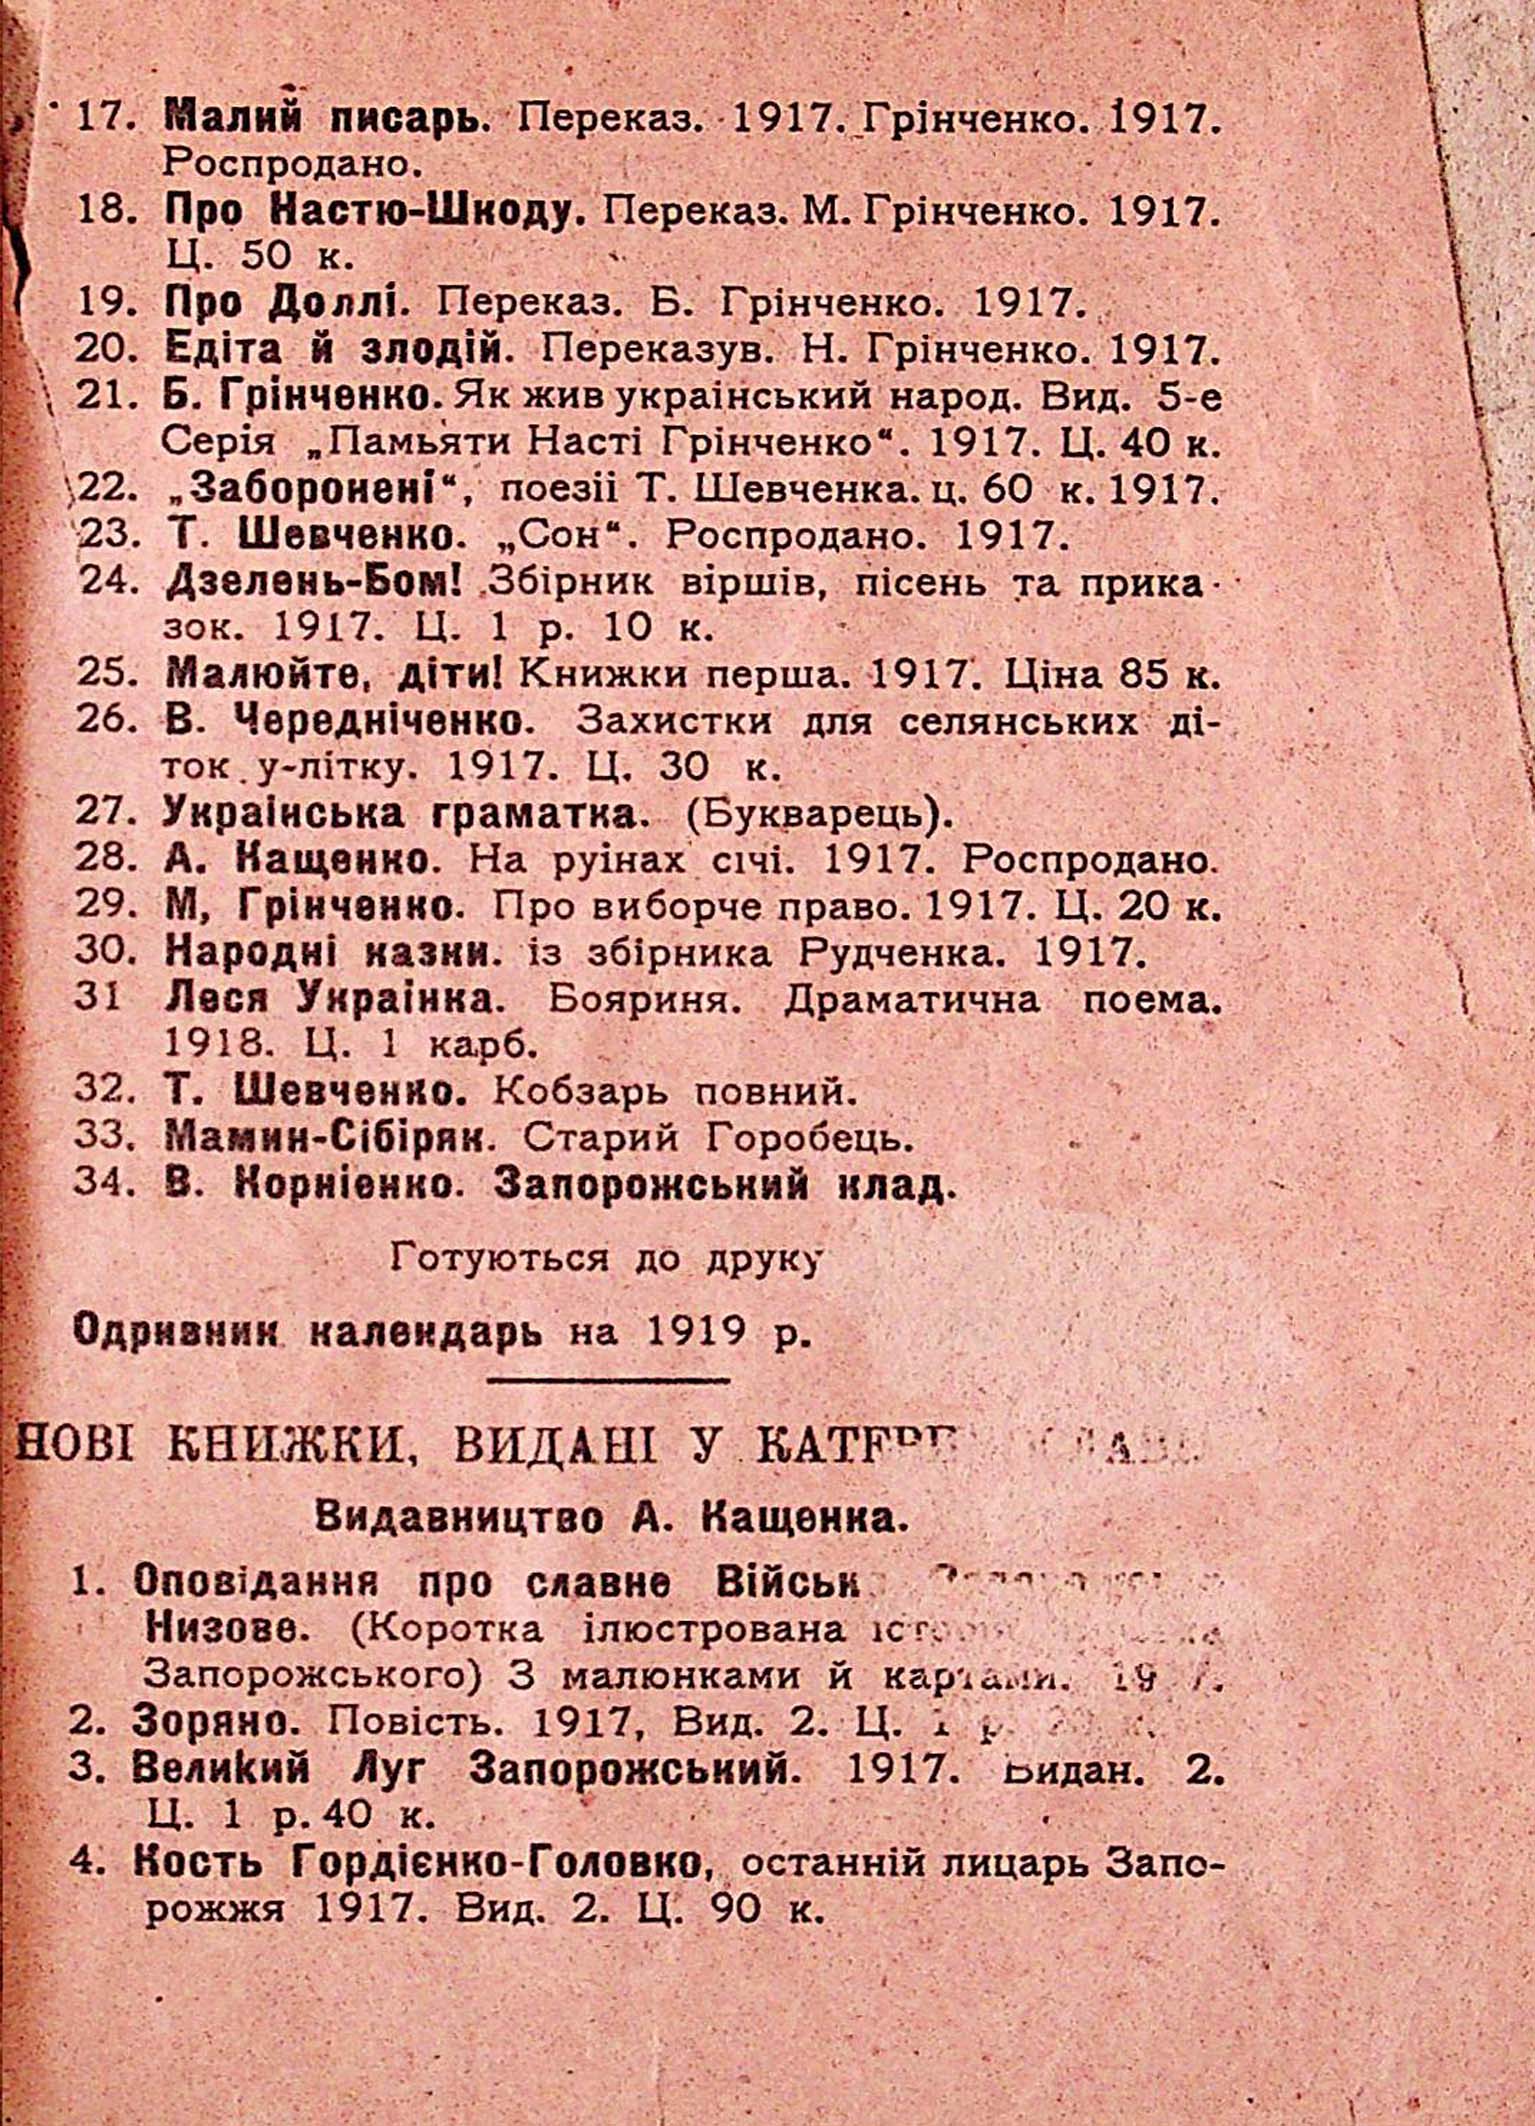 17. Малий писарь. Переказ. 1917. Грінченко. 1917.
Роспродано.
18. Про Настю-Шкоду. Переказ. М. Грінченко. 1917.
Ц. 50 к.
19. Про Доллі. Переказ. Б. Грінченко. 1917.
20. Едіта й злодій. Переказув. Н. Грінченко. 1917.
21. Б. Грінченко. Як жив украінський народ. Вид. 5-е
Серія „Памьяти Насті Грінченко“. 1917. Ц. 40 к.
22. „Заборонені“, поезіі Т. Шевченка. ц. 60 к. 1917.
23. Т. Шевченко. „Сон“. Роспродано. 1917.
24. Дзелень-Бом! Збірник віршів, пісень та прика-
зок. 1917. Ц. 1 р. 10 к.
25. Малюйте, діти! Книжки перша. 1917. Ціна 85 к.
26. В. Чередніченко. Захистки для селянських ді-
ток у-літку. 1917. Ц. 30 к.
27. Украінська граматка. (Букварець).
28. А. Кащенко. На руінах січі. 1917. Роспродано.
29. М, Грінченко. Про виборче право. 1917. Ц. 20 к.
30. Народні казки. із збірника Рудченка. 1917.
31 Леся Украінка. Бояриня. Драматична поема.
1918. Ц. 1 карб.
32. Т. Шевченко. Кобзарь повний.
33. Мамин-Сібіряк. Старий Горобець.
34. В. Корніенко. Запорожський клад.
Готуються до друку
Одривник календарь на 1919 р.
НОВІ КНИЖКИ, ВИДАНІ У
Видавництво А. Кащенка.
1. Оповідання про славне
Низове. (Коротка ілюстрована
Запорожського) З малюнками й картами.
2. Зоряно. Повість. 1917, Вид. 2. Ц. 1 р.
3. Великий Луг Запорожський. 1917. Видан. 2.
Ц. 1 р. 40 к.
4. Кость Гордієнко-Головко, останній лицарь Запо-
рожжя 1917. Вид. 2. Ц. 90 к.